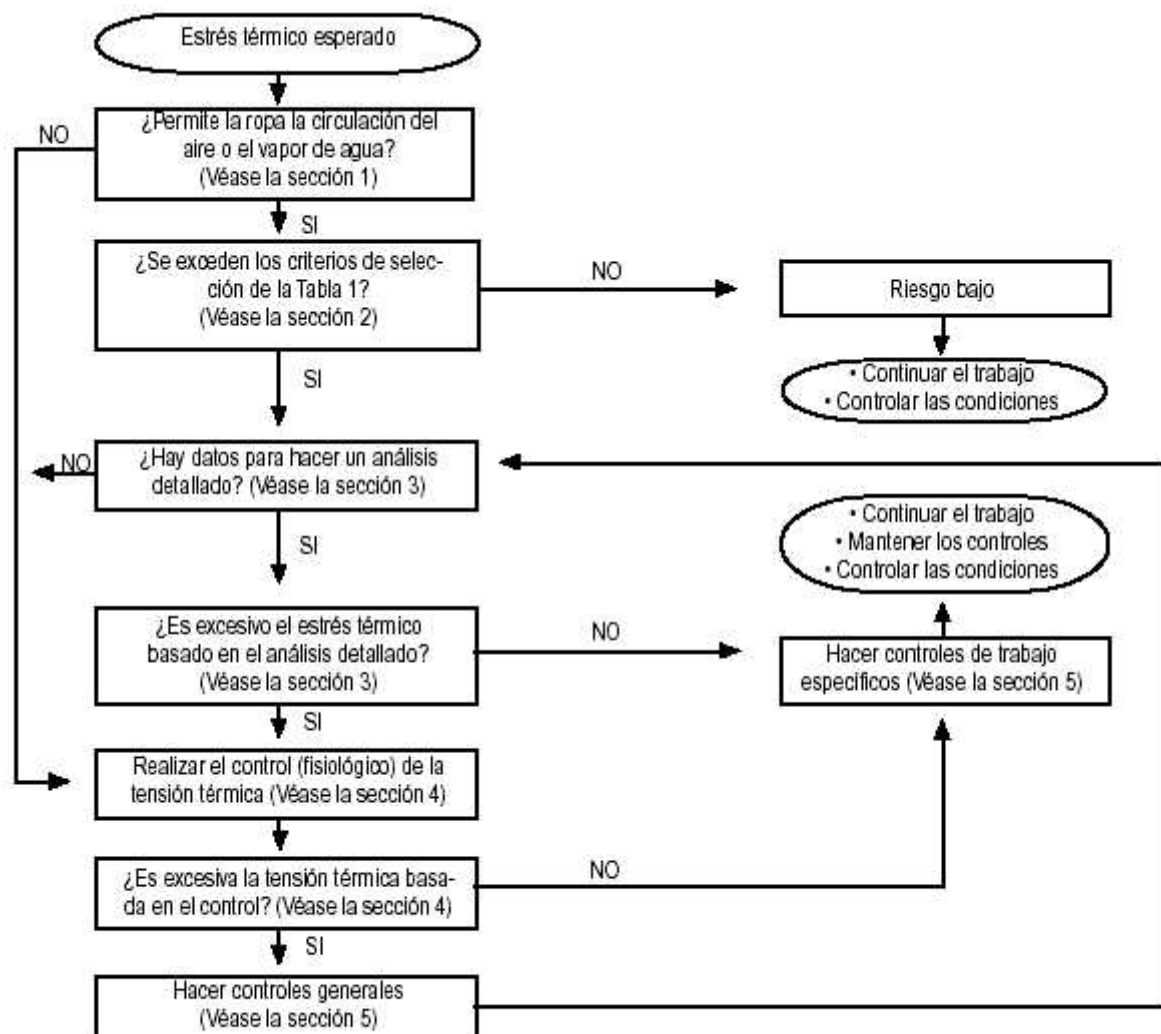 Estrés térmico esperado
NO
¿Permite la ropa la circulación del
aire o el vapor de agua?
(Véase la sección 1)
SI
¿Se exceden los criterios de selec-
ción de la Tabla 1?
(Véase la sección 2)
NO
Riesgo bajo
SI
• Continuar el trabajo
• Controlar las condiciones
NO
¿Hay datos para hacer un análisis
detallado? (Véase la sección 3)
• Continuar el trabajo
• Mantener los controles
• Controlar las condiciones
SI
¿Es excesivo el estrés térmico
basado en el análisis detallado?
(Véase la sección 3)
NO
Hacer controles de trabajo
específicos (Véase la sección 5)
SI
Realizar el control (fisiológico) de la
tensión térmica (Véase la sección 4)
¿Es excesiva la tensión térmica basa-
da en el control? (Véase la sección 4)
NO
SI
Hacer controles generales
(Véase la sección 5)